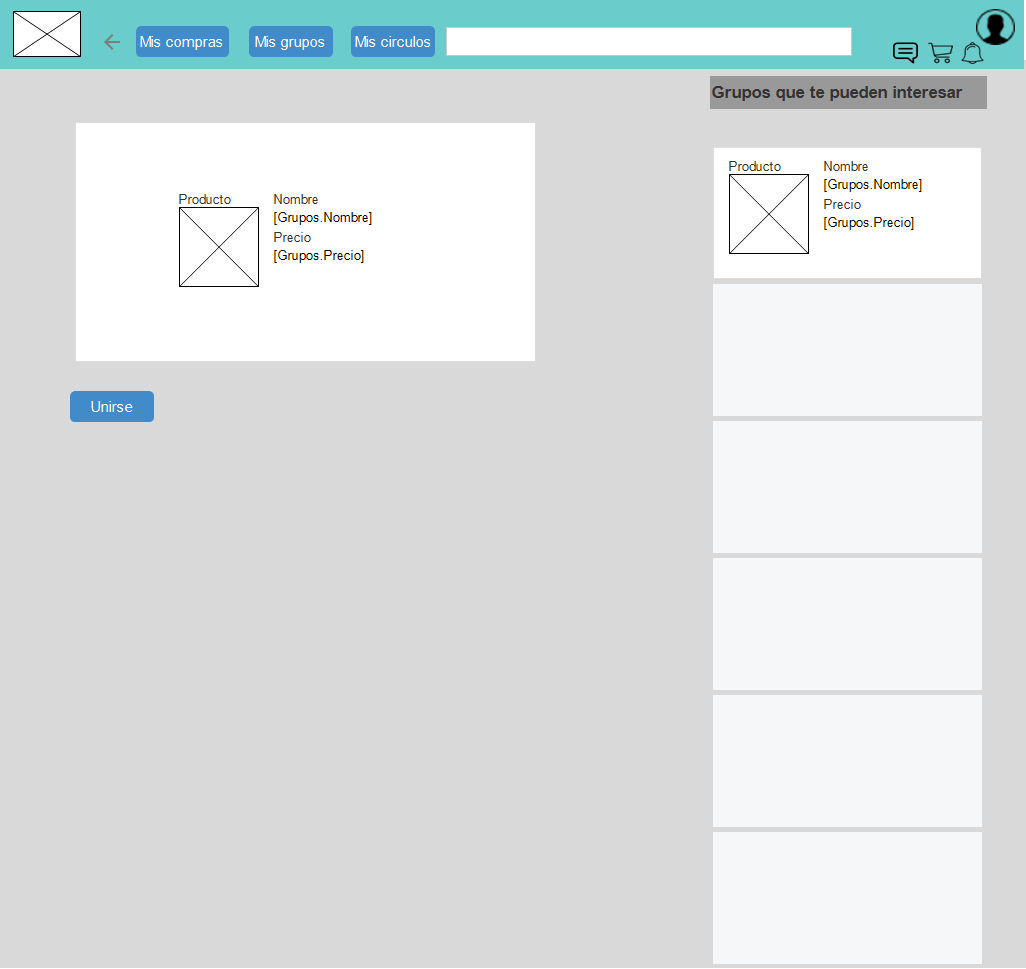 Mis compras
Mis grupos
Mis circulos
Grupos que te pueden interesar
Producto
Nombre
[Grupos.Nombre]
Precio
[Grupos.Precio]
Unirse
Producto
Nombre
[Grupos.Nombre]
Precio
[Grupos.Precio]